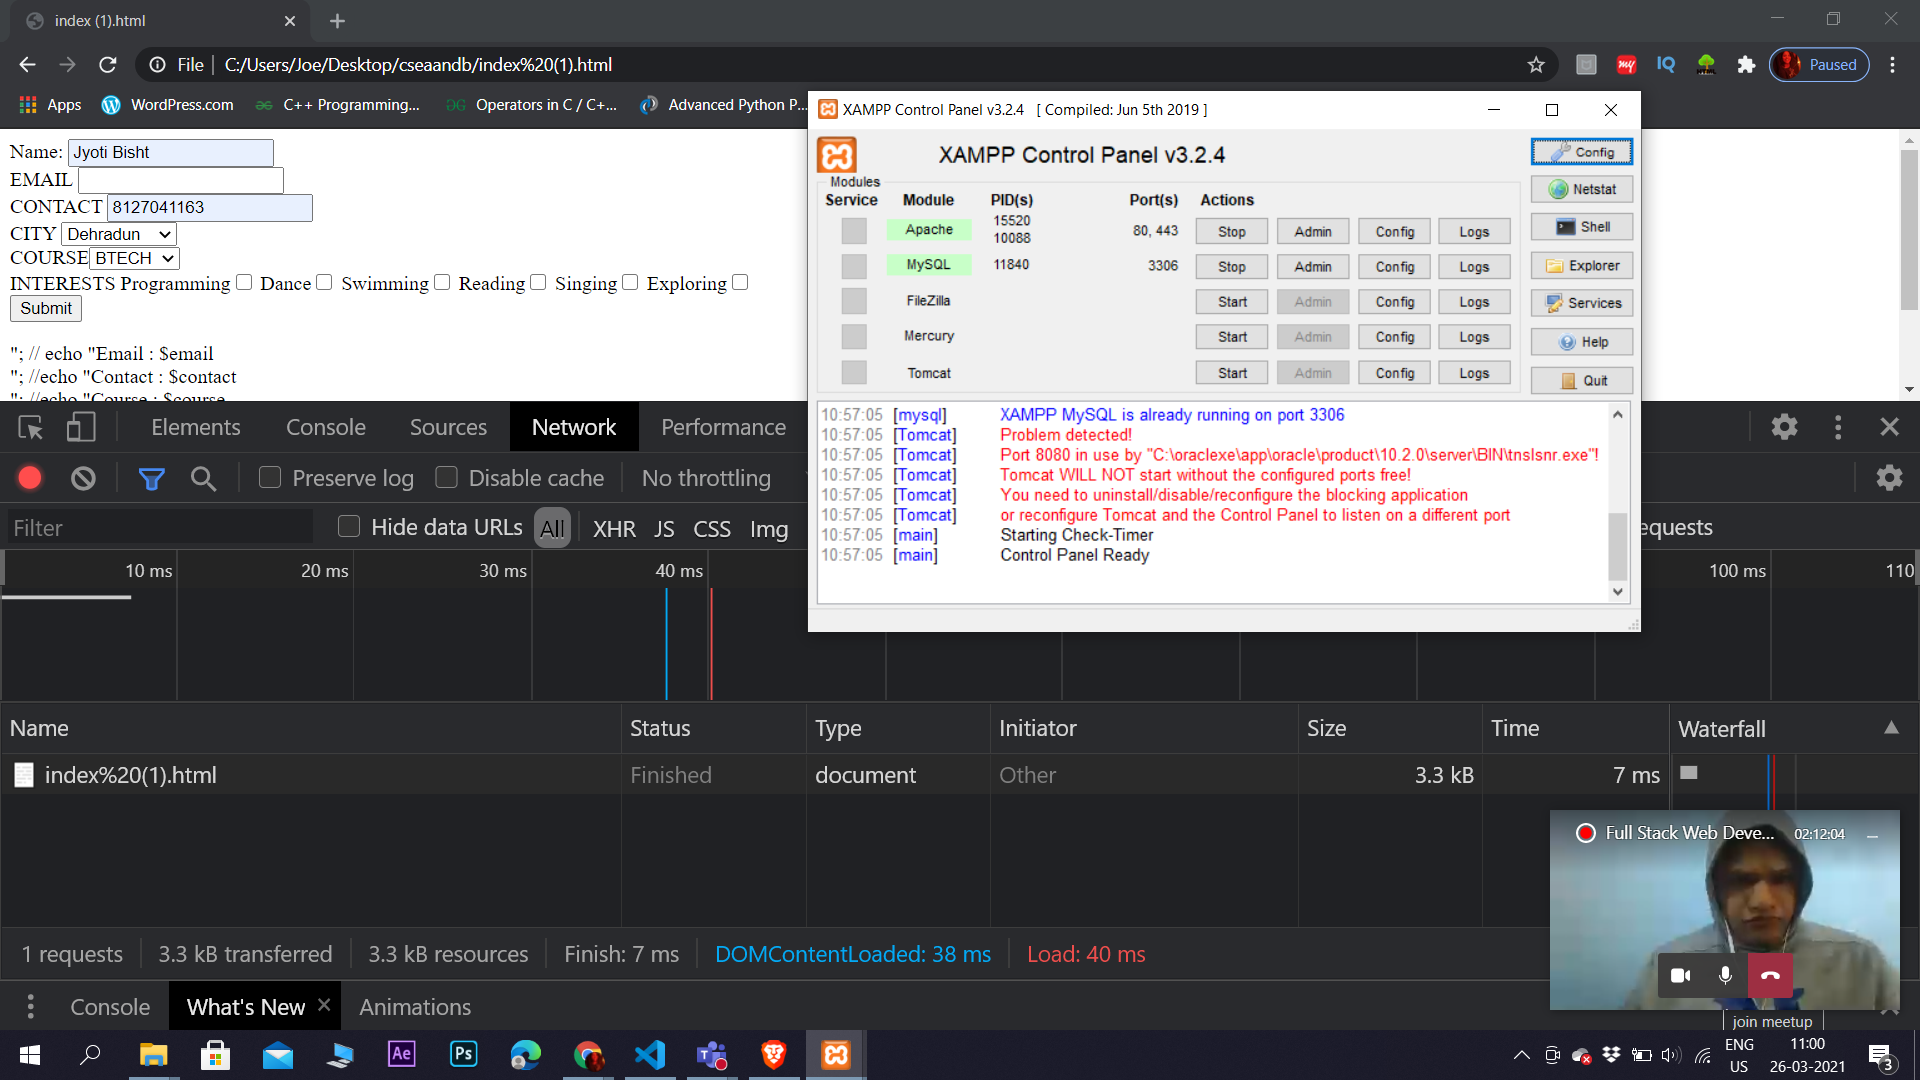 index (1).html
File
C:/Users/Joe/Desktop/cseaandb/index%20(1).html
Paused
Apps
WordPress.com
C++ Programming...
Operators in C / C+...
Advanced Python P...
Name: Jyoti Bisht
EMAIL
CONTACT 8127041163
CITY Dehradun
COURSE BTECH
INTERESTS Programming Dance Swimming Reading Singing Exploring
Submit
"; // echo "Email : $email
"; //echo "Contact : $contact
"; //echo "Course : $course
XAMPP Control Panel v3.2.4 [ Compiled: Jun 5th 2019 ]
XAMPP Control Panel v3.2.4
Modules
Service Module PID(s) Port(s) Actions
Apache 15520 10088 80, 443 Stop Admin Config Logs
MySQL 11840 3306 Stop Admin Config Logs
FileZilla Start Admin Config Logs
Mercury Start Admin Config Logs
Tomcat Start Admin Config Logs
Config
Netstat
Shell
Explorer
Services
Help
Quit
10:57:05 [mysql] XAMPP MySQL is already running on port 3306
10:57:05 [Tomcat] Problem detected!
10:57:05 [Tomcat] Port 8080 in use by "C:\oraclexe\app\oracle\product\10.2.0\server\BIN\tnslsnr.exe"!
10:57:05 [Tomcat] Tomcat WILL NOT start without the configured ports free!
10:57:05 [Tomcat] You need to uninstall/disable/reconfigure the blocking application
10:57:05 [Tomcat] or reconfigure Tomcat and the Control Panel to listen on a different port
10:57:05 [main] Starting Check-Timer
10:57:05 [main] Control Panel Ready
Elements Console Sources Network Performance
Preserve log Disable cache No throttling
Filter Hide data URLs All XHR JS CSS Img equests
10 ms 20 ms 30 ms 40 ms 100 ms 110
Name Status Type Initiator Size Time Waterfall
index%20(1).html Finished document Other 3.3 kB 7 ms
1 requests 3.3 kB transferred 3.3 kB resources Finish: 7 ms DOMContentLoaded: 38 ms Load: 40 ms
Console What's New Animations
Full Stack Web Deve... 02:12:04
join meetup
Ae
Ps
ENG
US
11:00
26-03-2021
3